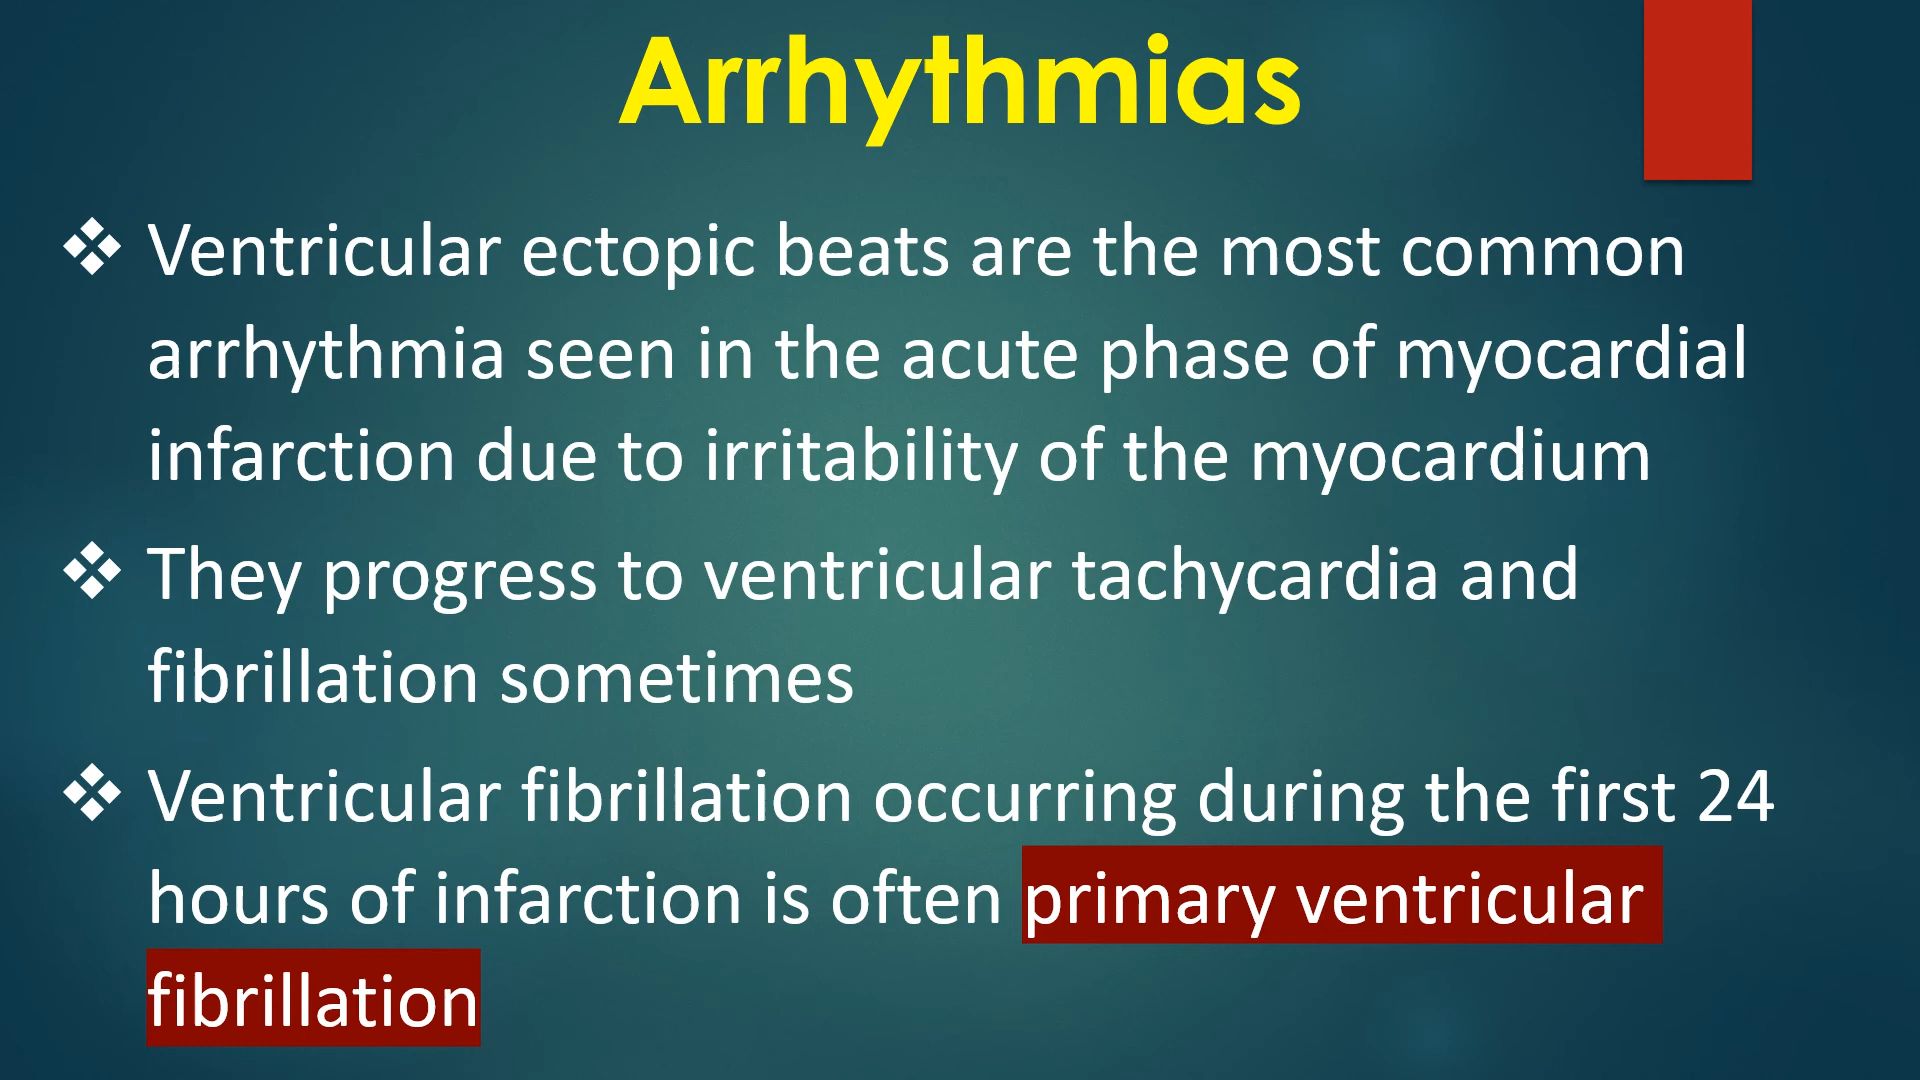 Arrhythmias
❖ Ventricular ectopic beats are the most common
arrhythmia seen in the acute phase of myocardial
infarction due to irritability of the myocardium
❖ They progress to ventricular tachycardia and
fibrillation sometimes
❖ Ventricular fibrillation occurring during the first 24
hours of infarction is often primary ventricular
fibrillation